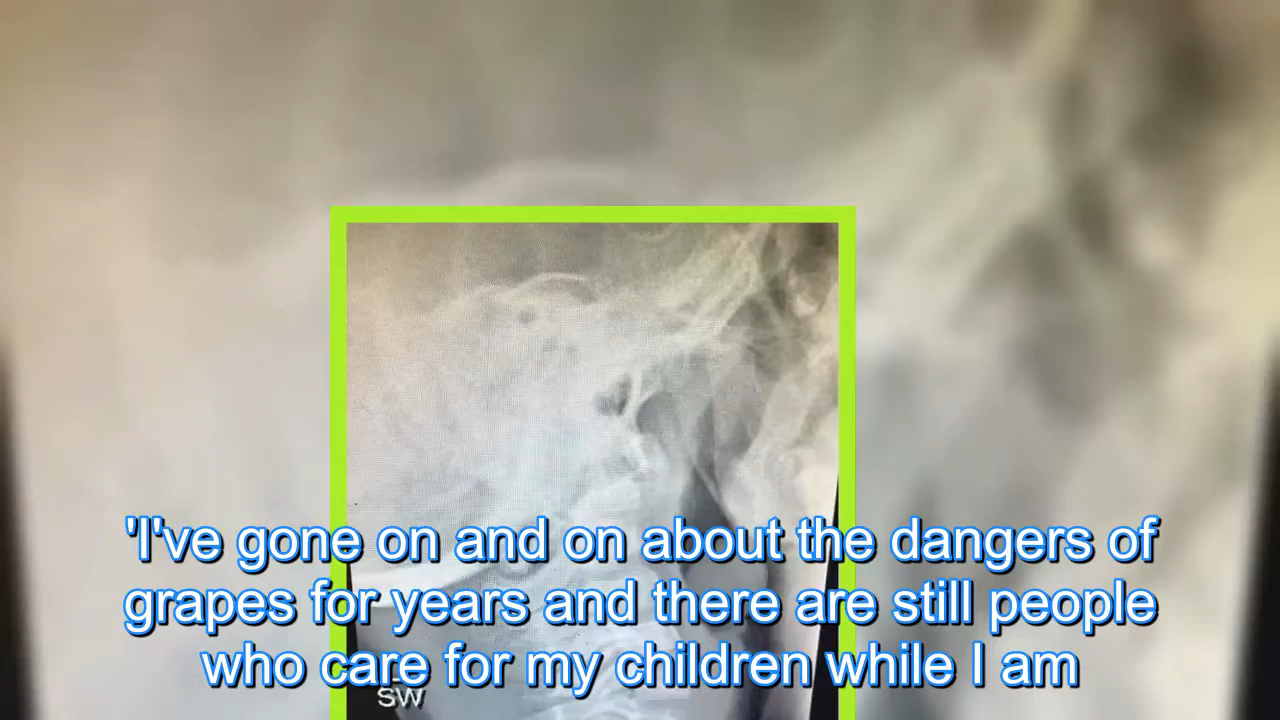 'I've gone on and on about the dangers of
grapes for years and there are still people
who care for my children while I am
SW